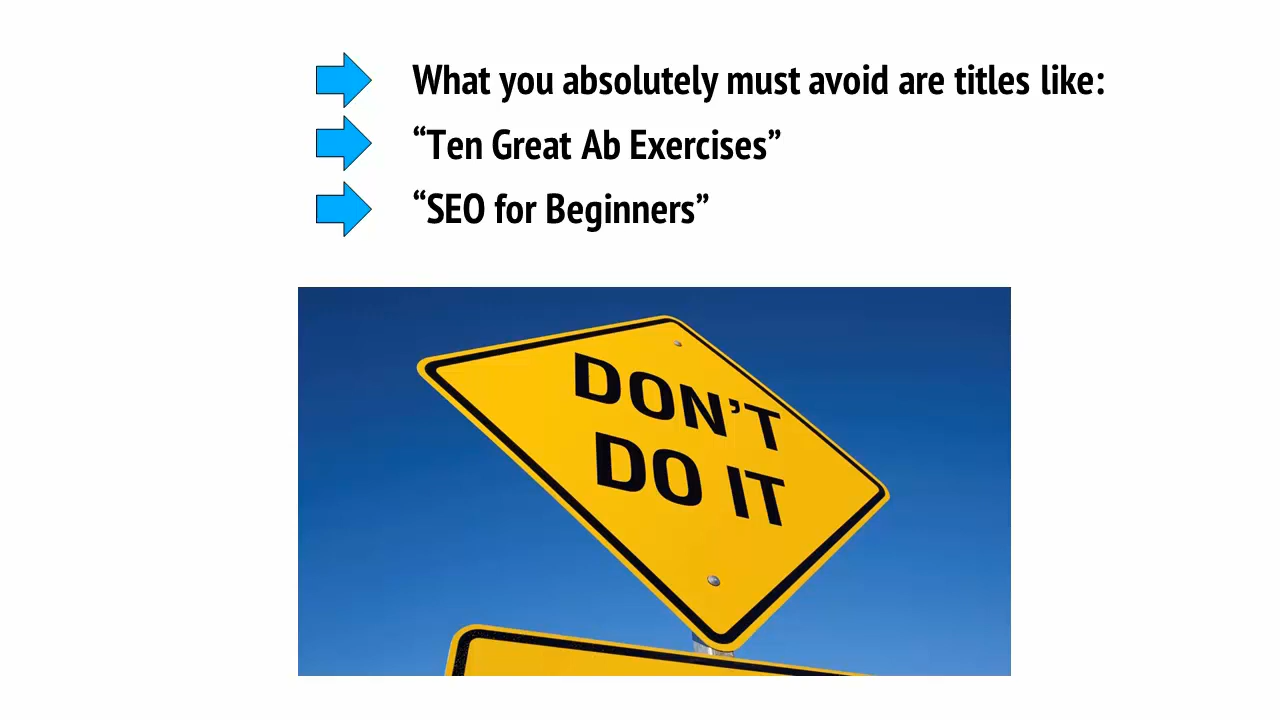 What you absolutely must avoid are titles like:
“Ten Great Ab Exercises”
“SEO for Beginners”
DON’T
DO IT